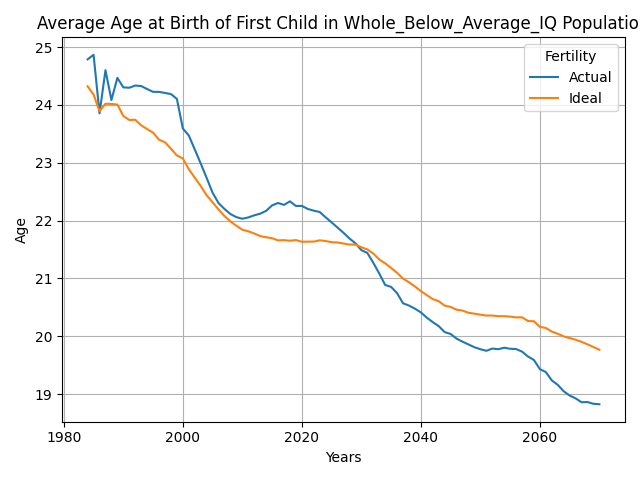 Average Age at Birth of First Child in Whole_Below_Average_IQ Populatio
25
24
23
22
21
20
19
Age
Fertility
Actual
Ideal
1980 2000 2020 2040 2060
Years